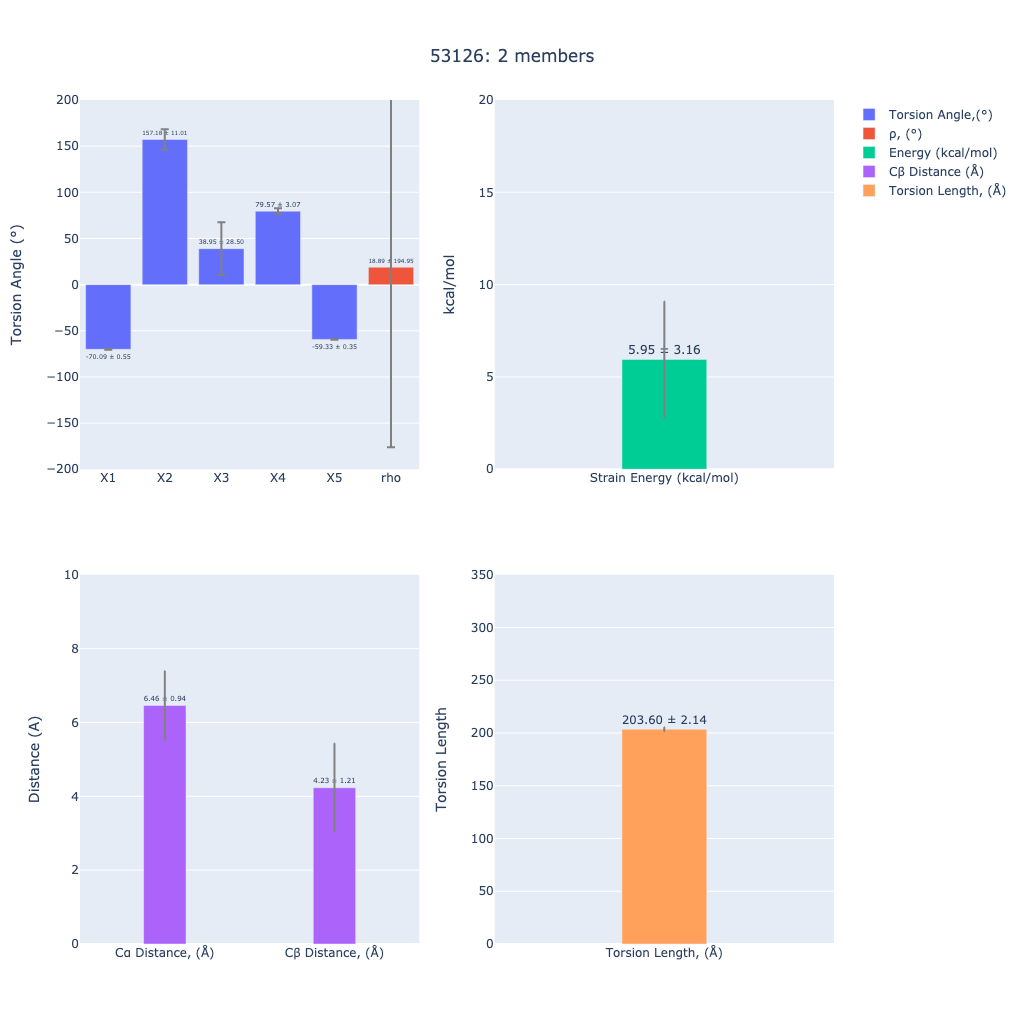 53126: 2 members
Torsion Angle (°)
200
150
100
50
0
−50
−100
−150
−200
-70.09 ± 0.55
157.18 ± 11.01
38.95 ± 28.50
79.57 ± 3.07
-59.33 ± 0.35
18.89 ± 194.95
X1
X2
X3
X4
X5
rho
kcal/mol
20
15
10
5
0
5.95 ± 3.16
Strain Energy (kcal/mol)
Torsion Angle,(°)
ρ, (°)
Energy (kcal/mol)
Cβ Distance (Å)
Torsion Length, (Å)
Distance (A)
10
8
6
4
2
0
6.46 ± 0.94
4.23 ± 1.21
Cα Distance, (Å)
Cβ Distance, (Å)
Torsion Length
350
300
250
200
150
100
50
0
203.60 ± 2.14
Torsion Length, (Å)